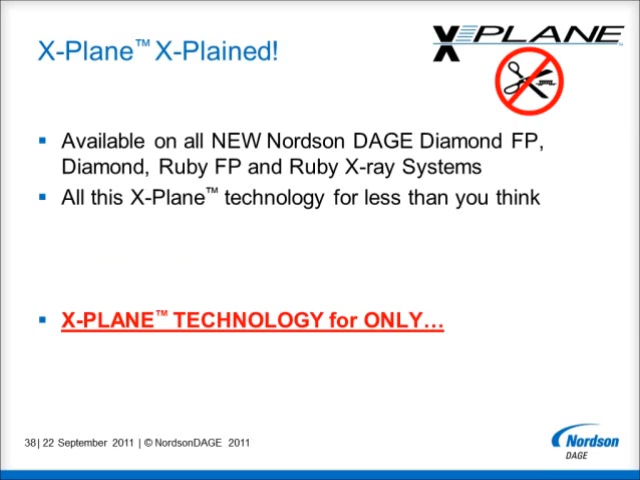 X-Plane™ X-Plained!
X-PLANE™
Available on all NEW Nordson DAGE Diamond FP,
Diamond, Ruby FP and Ruby X-ray Systems
All this X-Plane™ technology for less than you think
X-PLANE™ TECHNOLOGY for ONLY…
38| 22 September 2011 | © NordsonDAGE 2011
Nordson
DAGE